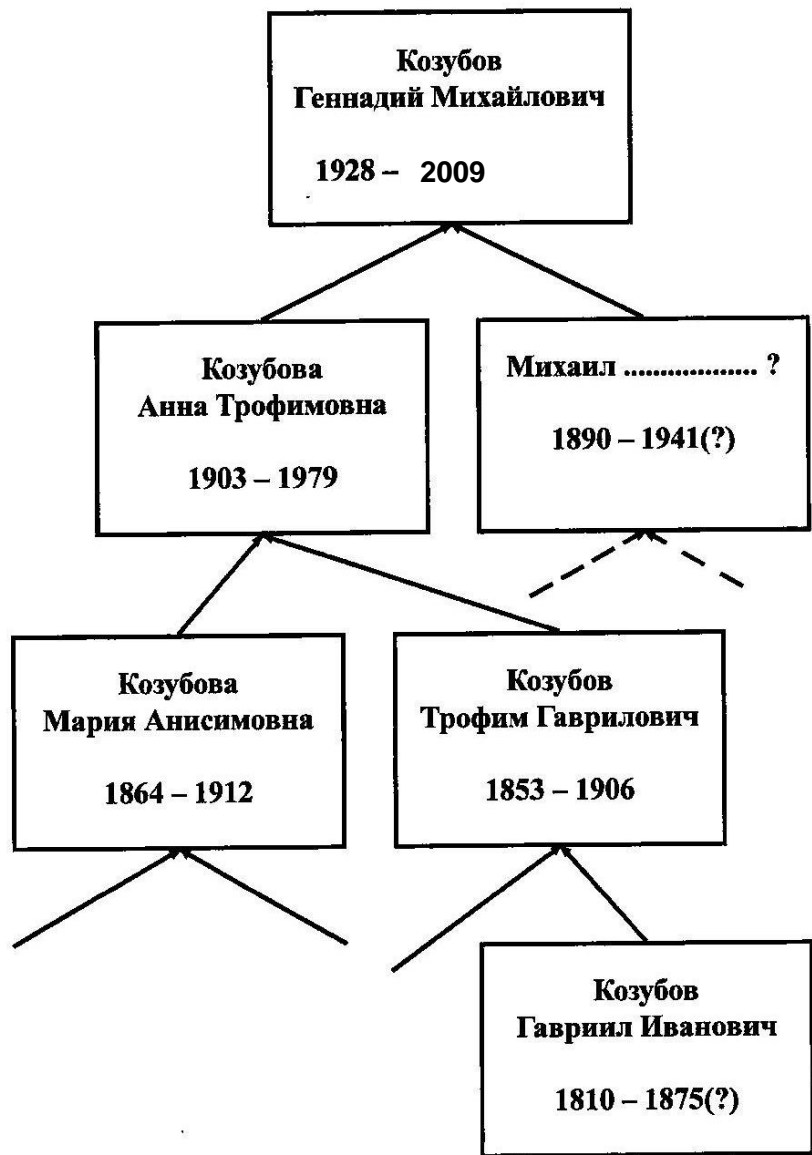 Козубов
Геннадий Михайлович
1928 – 2009
Козубова
Анна Трофимовна
1903 – 1979
Михаил .................. ?
1890 – 1941(?)
Козубова
Мария Анисимовна
1864 – 1912
Козубов
Трофим Гаврилович
1853 – 1906
Козубов
Гавриил Иванович
1810 – 1875(?)